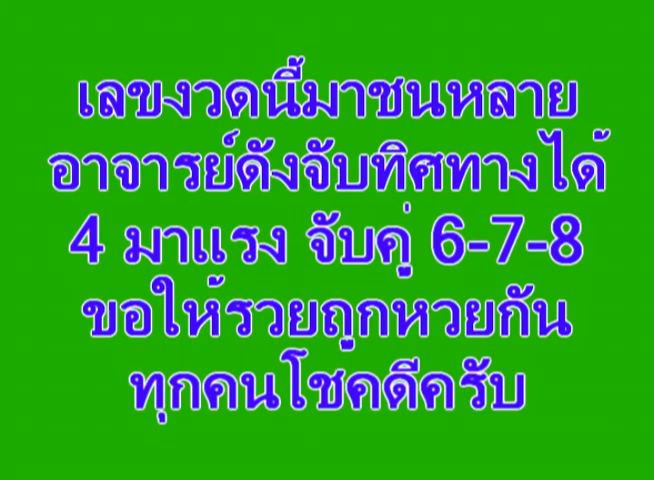 เลขงวดนี้มาชนหลาย
อาจารย์ดังจับทิศทางได้
4 มาแรง จับคู่ 6-7-8
ขอให้รวยถูกหวยกัน
ทุกคนโชคดีครับ